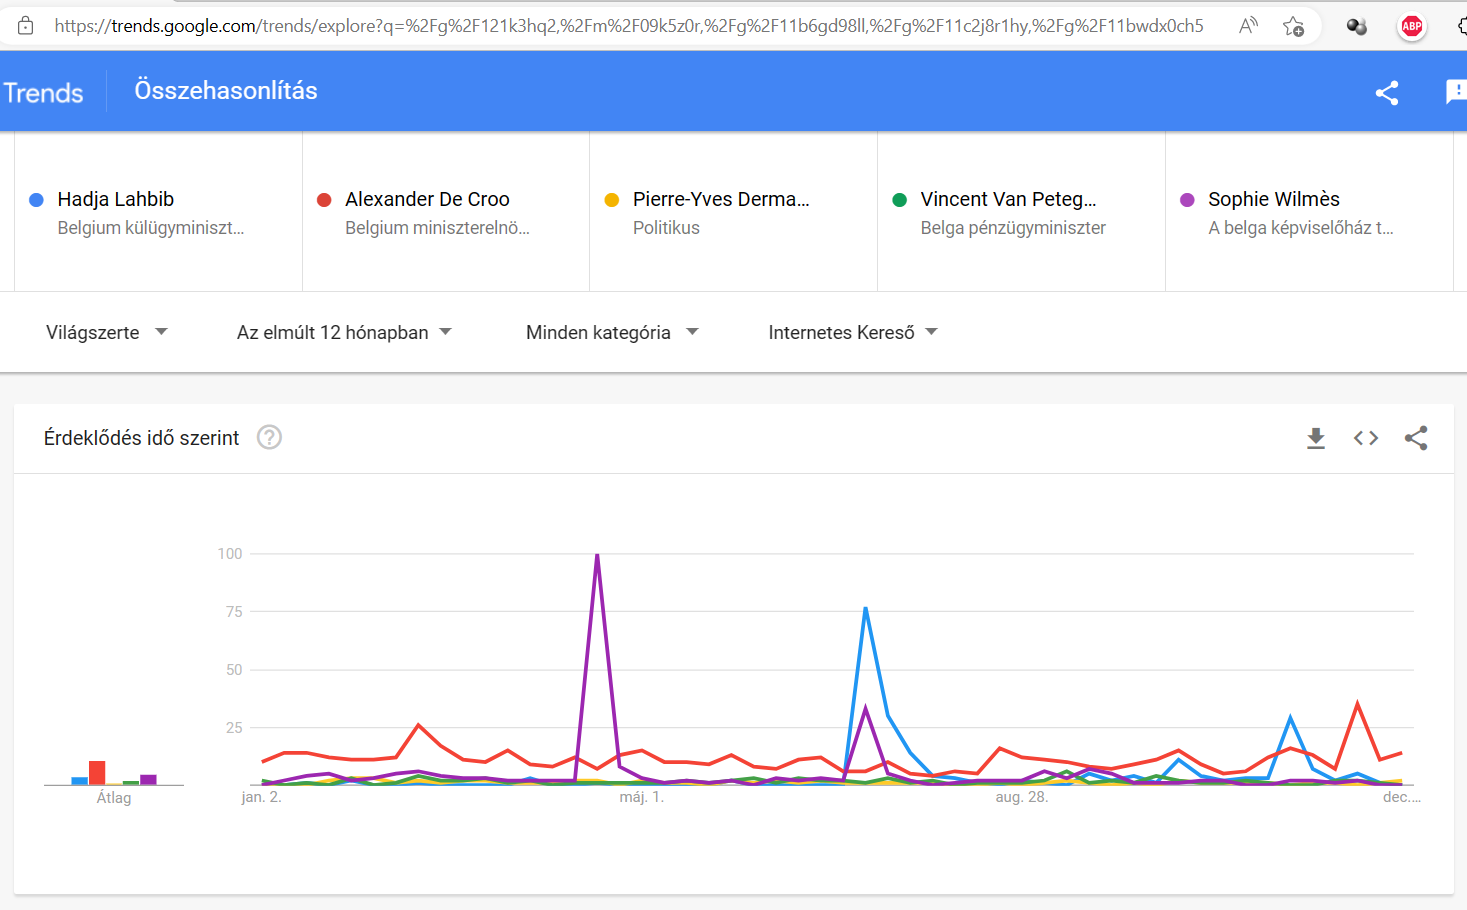 https://trends.google.com/trends/explore?q=%2Fg%2F121k3hq2,%2Fm%2F09k5z0r,%2Fg%2F11b6gd98ll,%2Fg%2F11c2j8r1hy,%2Fg%2F11bwdx0ch5
A
ABP
Trends
Összehasonlítás
Hadja Lahbib
Belgium külügyminiszt...
Alexander De Croo
Belgium miniszterelnö...
Pierre-Yves Derma...
Politikus
Vincent Van Peteg...
Belga pénzügyminiszter
Sophie Wilmès
A belga képviselőház t...
Világszerte
Az elmúlt 12 hónapban
Minden kategória
Internetes Kereső
Érdeklődés idő szerint
?
100
75
50
25
Átlag
jan. 2.
máj. 1.
aug. 28.
dec....